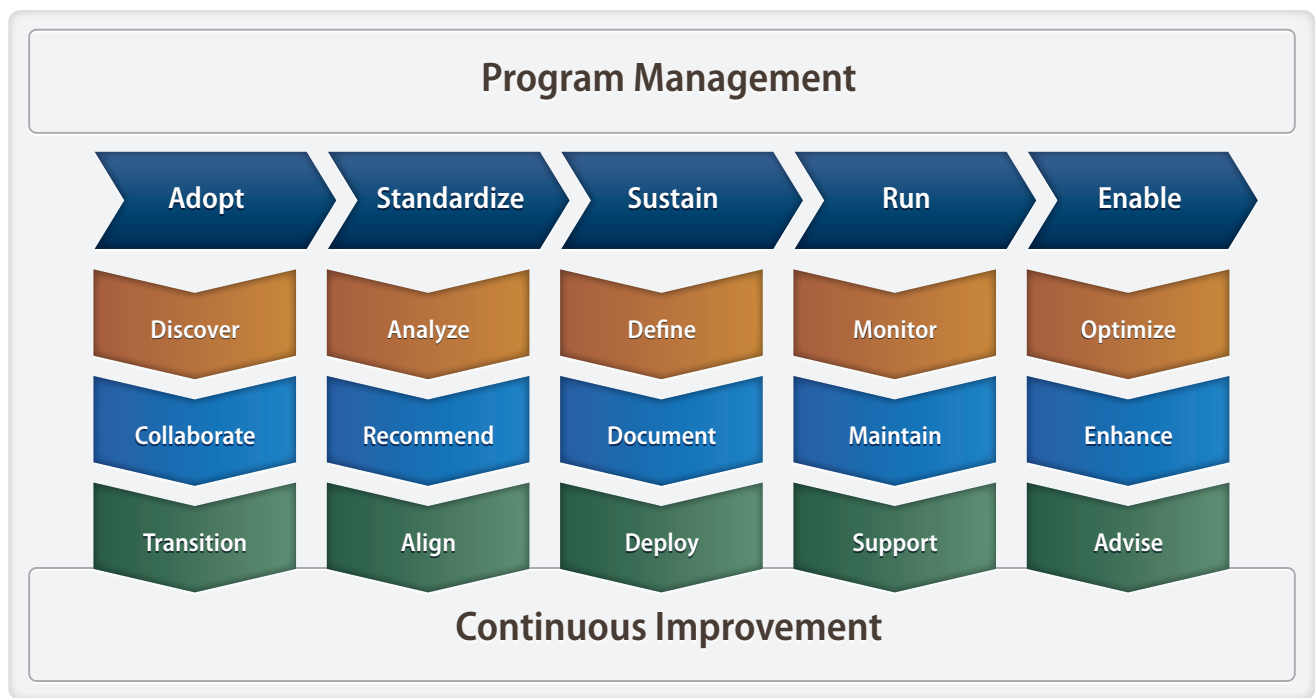 Program Management
Adopt
Standardize
Sustain
Run
Enable
Discover
Analyze
Define
Monitor
Optimize
Collaborate
Recommend
Document
Maintain
Enhance
Transition
Align
Deploy
Support
Advise
Continuous Improvement